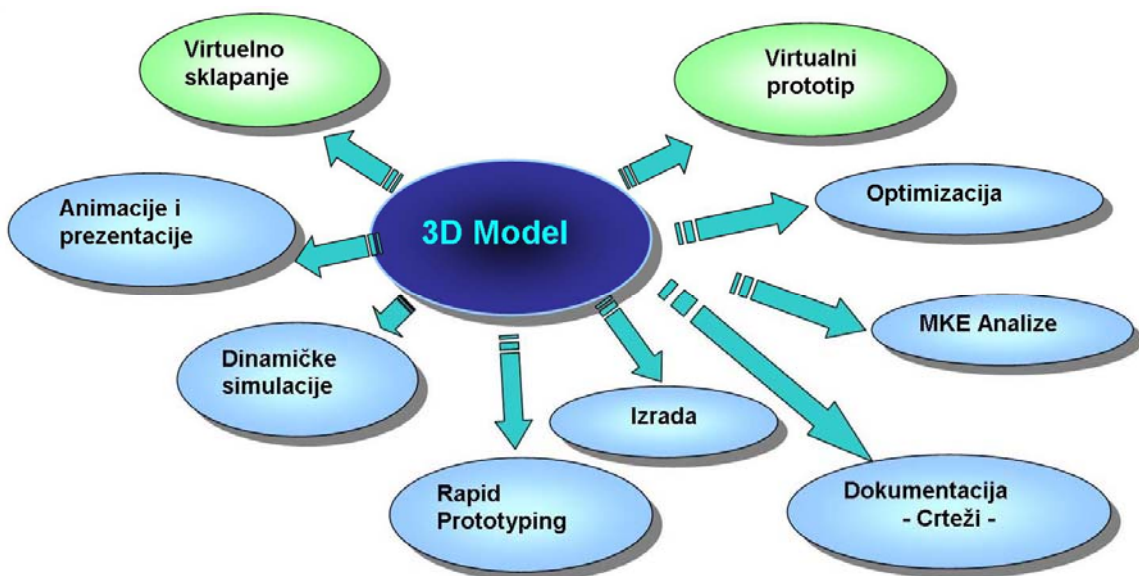 Virtuelno
sklapanje
Virtualni
prototip
Animacije i
prezentacije
3D Model
Optimizacija
MKE Analize
Dinamičke
simulacije
Izrada
Rapid
Prototyping
Dokumentacija
- Crteži -